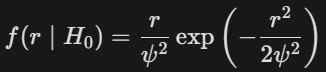 f(r | H₀) = r/ψ² exp(−r²/2ψ²)